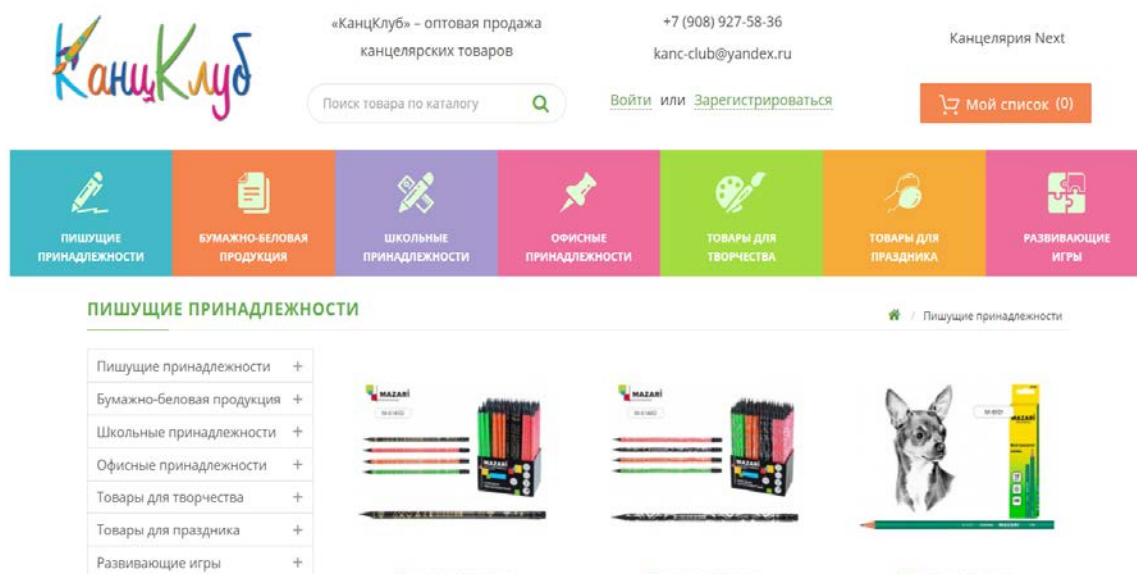 КанцКлуб
«КанцКлуб» – оптовая продажа
канцелярских товаров
+7 (908) 927-58-36
kanc-club@yandex.ru
Канцелярия Next
Поиск товара по каталогу
Войти или Зарегистрироваться
Мой список (0)
ПИШУЩИЕ
ПРИНАДЛЕЖНОСТИ
БУМАЖНО-БЕЛОВАЯ
ПРОДУКЦИЯ
ШКОЛЬНЫЕ
ПРИНАДЛЕЖНОСТИ
ОФИСНЫЕ
ПРИНАДЛЕЖНОСТИ
ТОВАРЫ ДЛЯ
ТВОРЧЕСТВА
ТОВАРЫ ДЛЯ
ПРАЗДНИКА
РАЗВИВАЮЩИЕ
ИГРЫ
ПИШУЩИЕ ПРИНАДЛЕЖНОСТИ
/ Пишущие принадлежности
Пишущие принадлежности +
Бумажно-беловая продукция +
Школьные принадлежности +
Офисные принадлежности +
Товары для творчества +
Товары для праздника +
Развивающие игры +
MAZARI
MAZARI
MAZARI
MAZARI
MAZARI
MAZARI